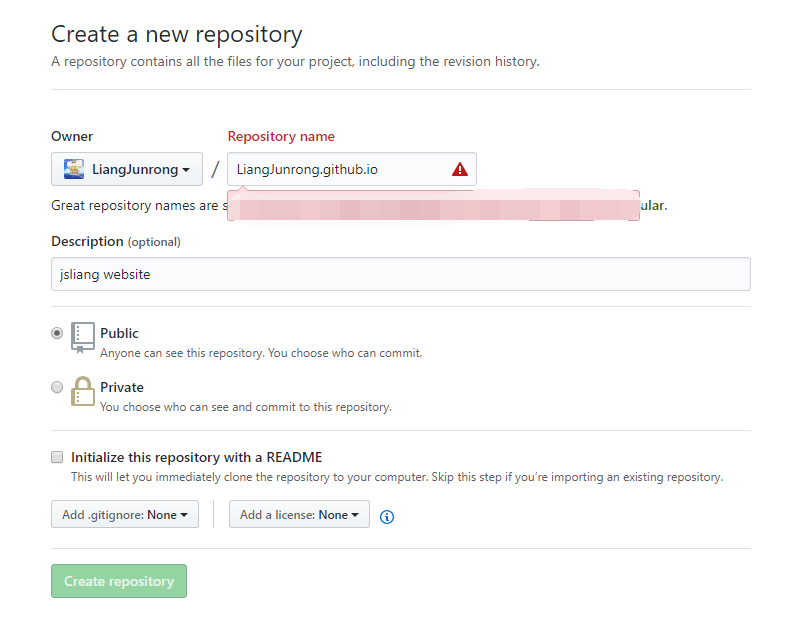 Create a new repository
A repository contains all the files for your project, including the revision history.
Owner
Repository name
LiangJunrong
/
LiangJunrong.github.io
Great repository names are
Description (optional)
jsliang website
Public
Anyone can see this repository. You choose who can commit.
Private
You choose who can see and commit to this repository.
Initialize this repository with a README
This will let you immediately clone the repository to your computer. Skip this step if you’re importing an existing repository.
Add .gitignore: None
Add a license: None
Create repository